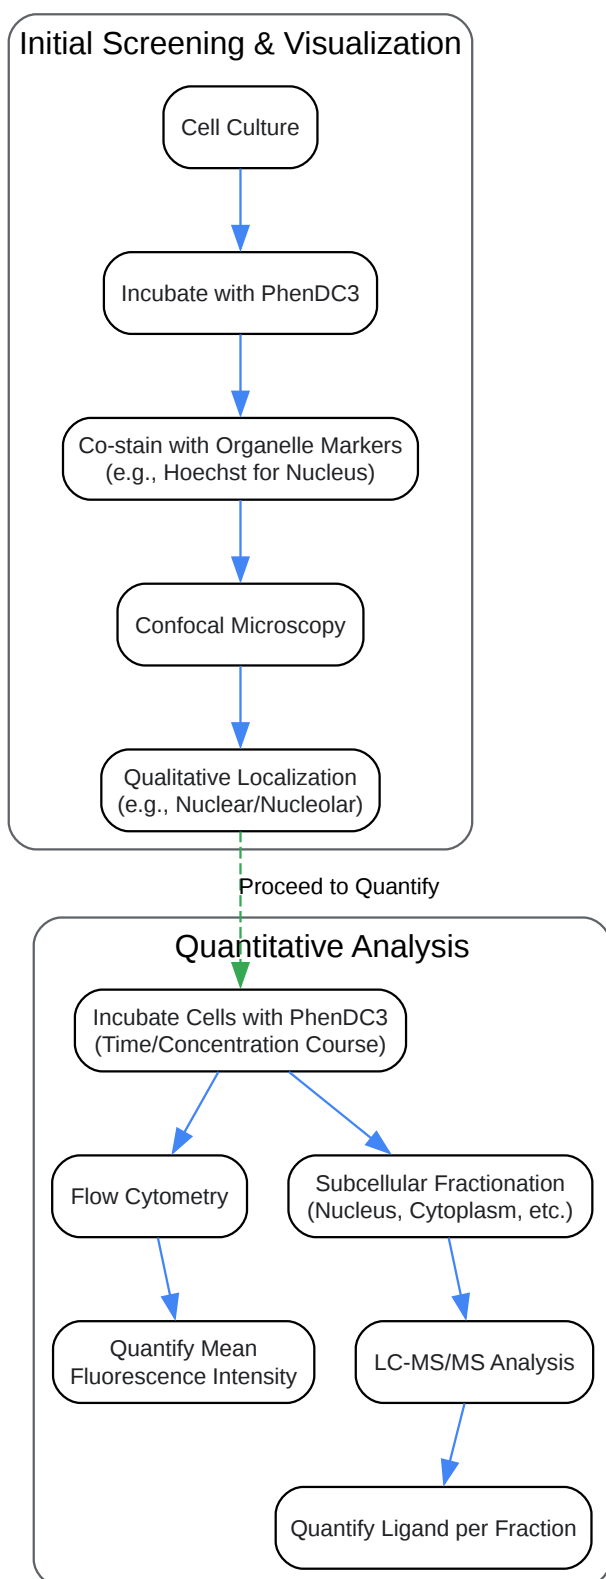 Initial Screening & Visualization
Cell Culture
Incubate with PhenDC3
Co-stain with Organelle Markers
(e.g., Hoechst for Nucleus)
Confocal Microscopy
Qualitative Localization
(e.g., Nuclear/Nucleolar)
Proceed to Quantify
Quantitative Analysis
Incubate Cells with PhenDC3
(Time/Concentration Course)
Flow Cytometry
Subcellular Fractionation
(Nucleus, Cytoplasm, etc.)
Quantify Mean
Fluorescence Intensity
LC-MS/MS Analysis
Quantify Ligand per Fraction